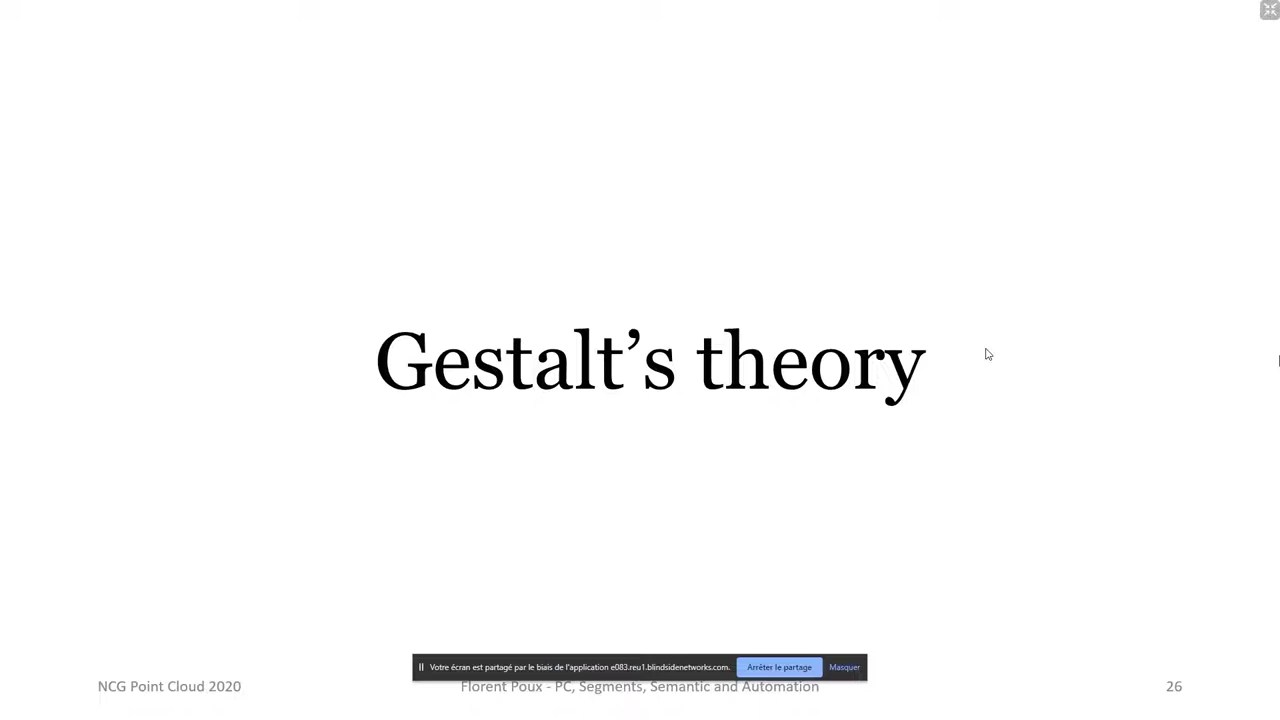 Gestalt’s theory
Votre écran est partagé par le biais de l'application e083.reu1.blindsidenetworks.com.
Arrêter le partage
Masquer
NCG Point Cloud 2020
Florent Poux - PC, Segments, Semantic and Automation
26